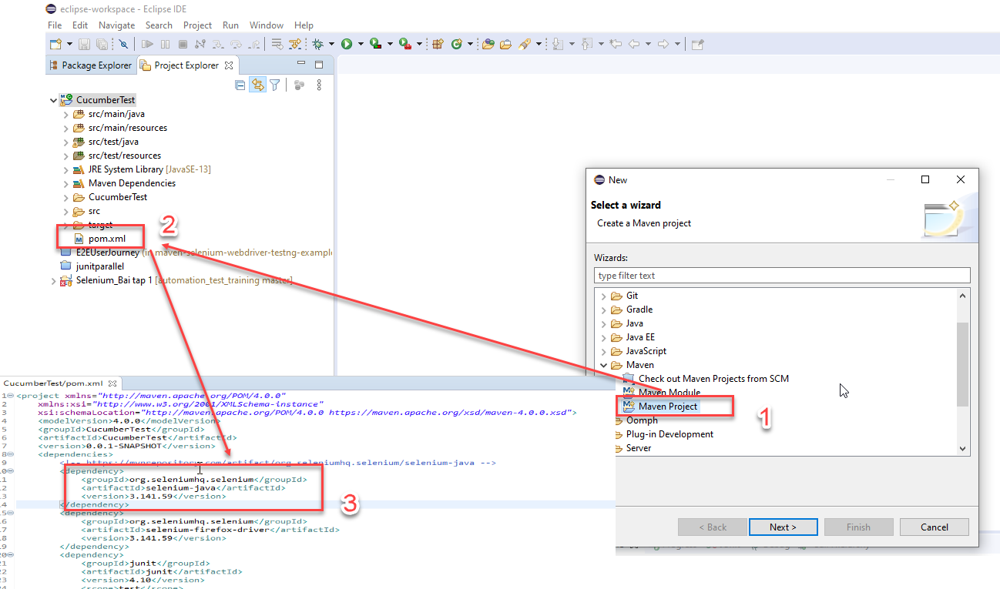 eclipse-workspace - Eclipse IDE
File Edit Navigate Search Project Run Window Help
Package Explorer Project Explorer
CucumberTest
src/main/java
src/main/resources
src/test/java
src/test/resources
JRE System Library [JavaSE-13]
Maven Dependencies
CucumberTest
src
target
pom.xml
2
E2EUserJourney (in maven-selenium-webdriver-testng-example
junitparallel
Selenium_Bai tap 1 [automation_test_training master]
New
Select a wizard
Create a Maven project
Wizards:
type filter text
Git
Gradle
Java
Java EE
JavaScript
Maven
Check out Maven Projects from SCM
Maven Module
Maven Project
1
Oomph
Plug-in Development
Server
< Back Next > Finish Cancel
CucumberTest/pom.xml
1 <project xmlns="http://maven.apache.org/POM/4.0.0"
2 xmlns:xsi="http://www.w3.org/2001/XMLSchema-instance"
3 xsi:schemaLocation="http://maven.apache.org/POM/4.0.0 https://maven.apache.org/xsd/maven-4.0.0.xsd">
4 <modelVersion>4.0.0</modelVersion>
5 <groupId>CucumberTest</groupId>
6 <artifactId>CucumberTest</artifactId>
7 <version>0.0.1-SNAPSHOT</version>
8 <dependencies>
9 <!-- https://mvnrepository.com/artifact/org.seleniumhq.selenium/selenium-java -->
10 <dependency>
11 <groupId>org.seleniumhq.selenium</groupId>
12 <artifactId>selenium-java</artifactId>
13 <version>3.141.59</version>
14 </dependency>
3
15 <dependency>
16 <groupId>org.seleniumhq.selenium</groupId>
17 <artifactId>selenium-firefox-driver</artifactId>
18 <version>3.141.59</version>
19 </dependency>
20 <dependency>
21 <groupId>junit</groupId>
22 <artifactId>junit</artifactId>
23 <version>4.10</version>
24 <scope>test</scope>